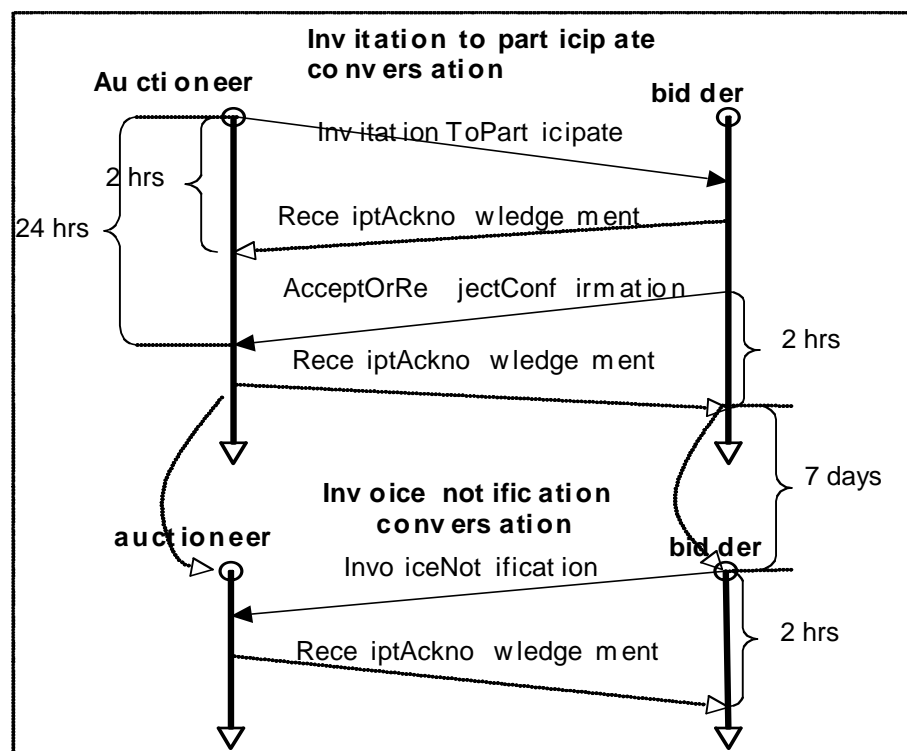 Invitation to participate
conversation
Auctioneer
bidder
InvitationToParticipate
2 hrs
ReceiptAcknowledgement
24 hrs
AcceptOrRejectConfirmation
2 hrs
ReceiptAcknowledgement
7 days
Invoice notification
conversation
auctioneer
bidder
InvoiceNotification
2 hrs
ReceiptAcknowledgement